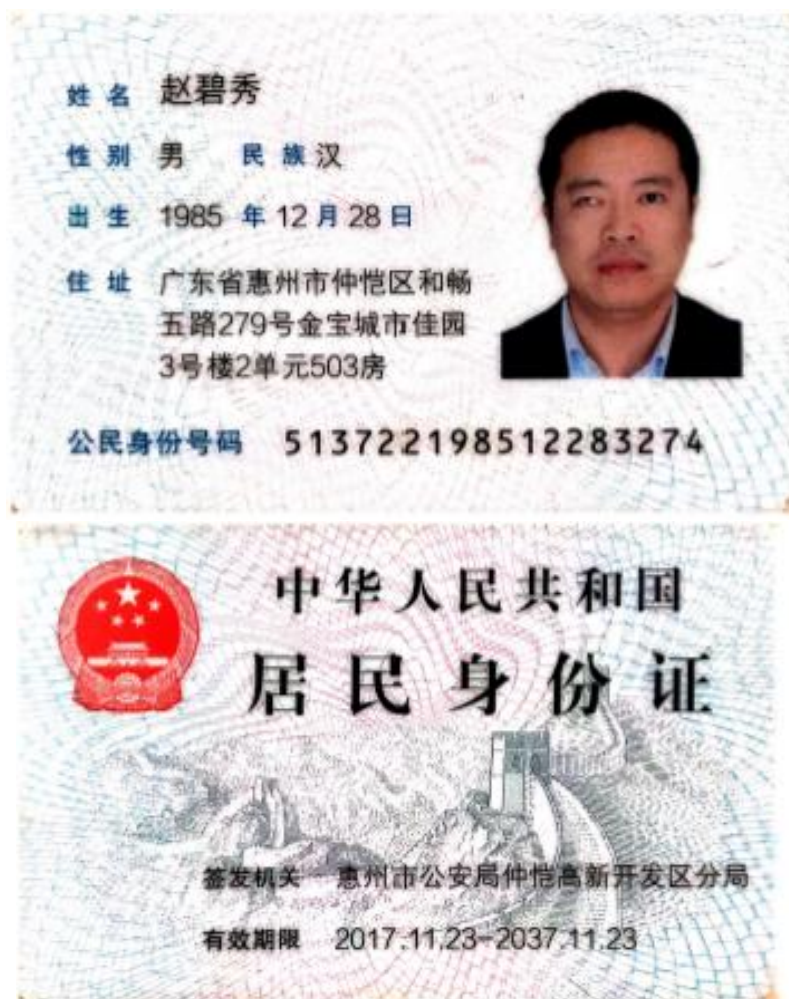 姓名 赵碧秀
性别 男 民族 汉
出生 1985 年 12 月 28 日
住址 广东省惠州市仲恺区和畅
五路279号金宝城市佳园
3号楼2单元503房
公民身份号码 513722198512283274
中华人民共和国
居民身份证
签发机关 惠州市公安局仲恺高新开发区分局
有效期限 2017.11.23-2037.11.23